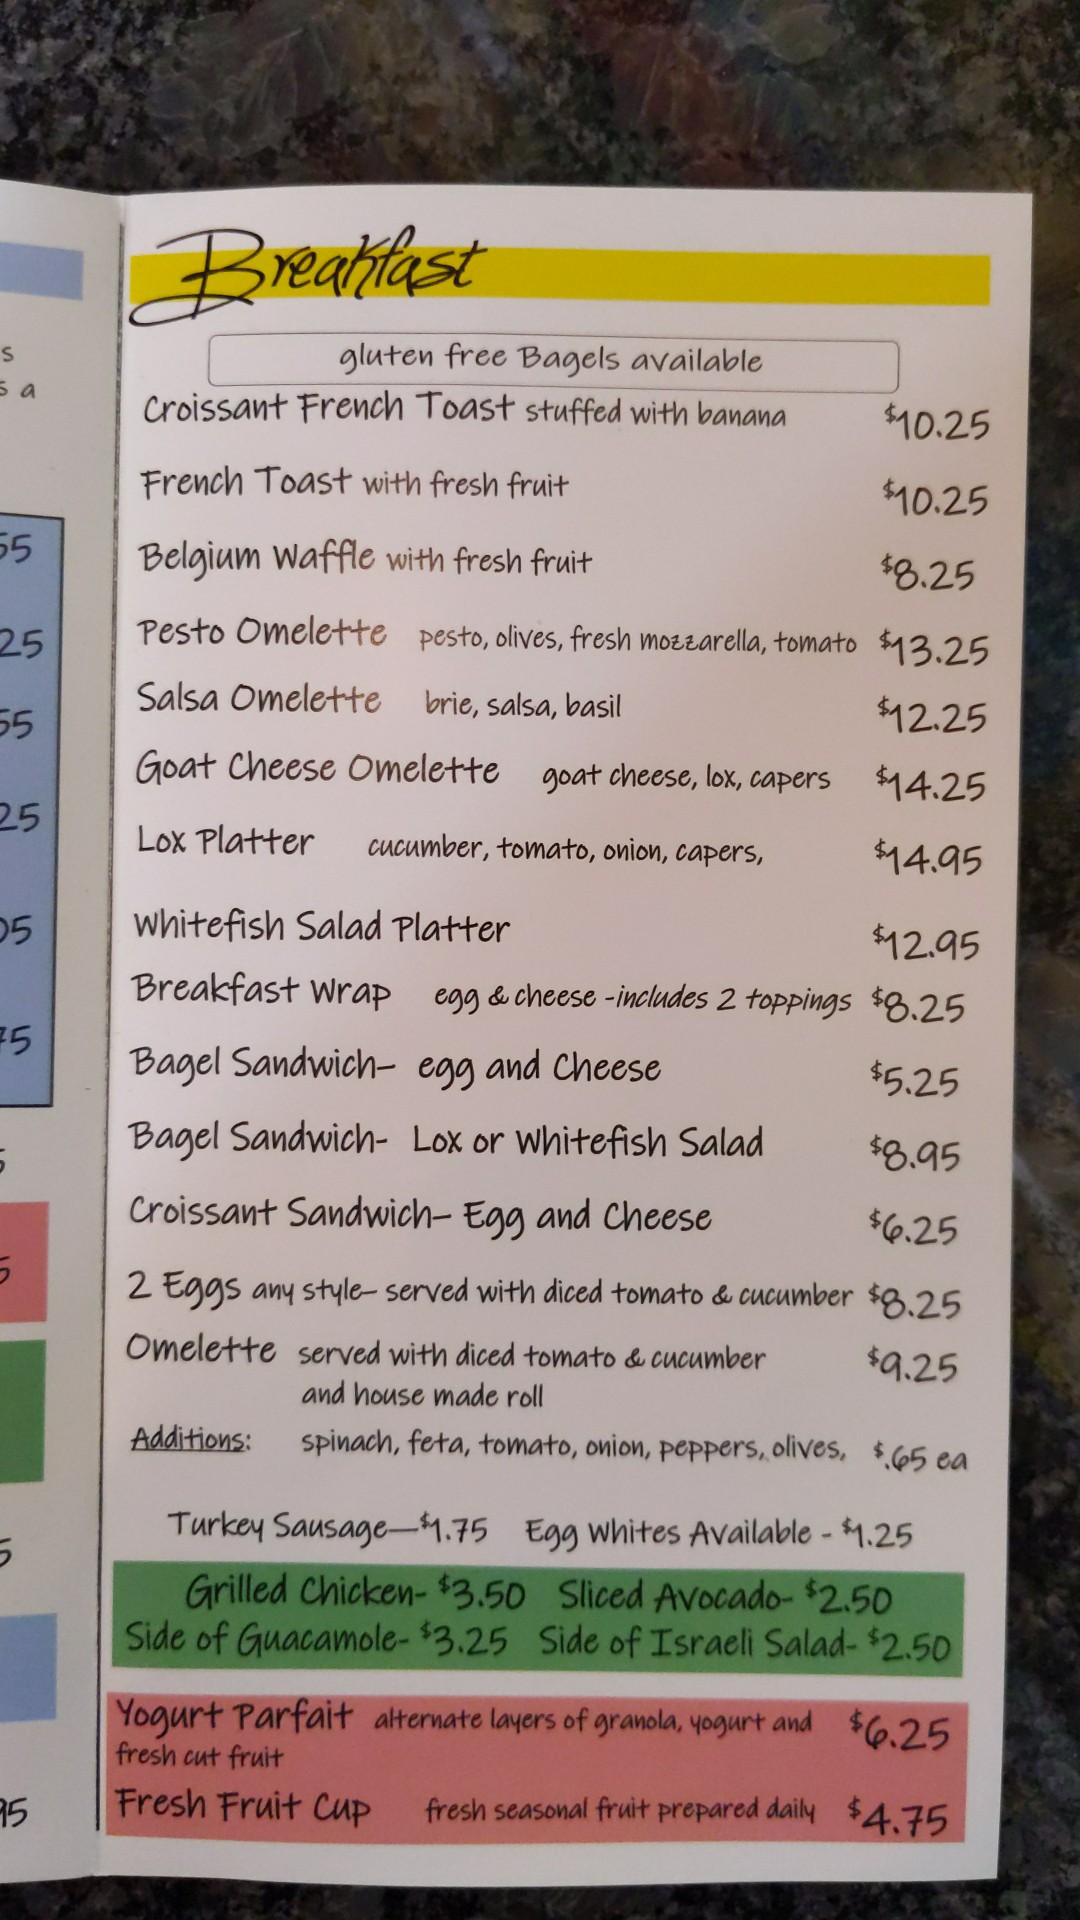 Breakfast
gluten free Bagels available
Croissant French Toast stuffed with banana $10.25
French Toast with fresh fruit $10.25
Belgium Waffle with fresh fruit $8.25
Pesto Omelette pesto, olives, fresh mozzarella, tomato $13.25
Salsa Omelette brie, salsa, basil $12.25
Goat Cheese Omelette goat cheese, lox, capers $14.25
Lox Platter cucumber, tomato, onion, capers, $14.95
Whitefish Salad Platter $12.95
Breakfast Wrap egg & cheese -includes 2 toppings $8.25
Bagel Sandwich- egg and Cheese $5.25
Bagel Sandwich- Lox or Whitefish Salad $8.95
Croissant Sandwich- Egg and Cheese $6.25
2 Eggs any style- served with diced tomato & cucumber $8.25
Omelette served with diced tomato & cucumber $9.25
and house made roll
Additions: spinach, feta, tomato, onion, peppers, olives, $.65 ea
Turkey Sausage—$1.75 Egg Whites Available - $1.25
Grilled Chicken- $3.50 Sliced Avocado- $2.50
Side of Guacamole- $3.25 Side of Israeli Salad- $2.50
Yogurt Parfait alternate layers of granola, yogurt and $6.25
fresh cut fruit
Fresh Fruit Cup fresh seasonal fruit prepared daily $4.75